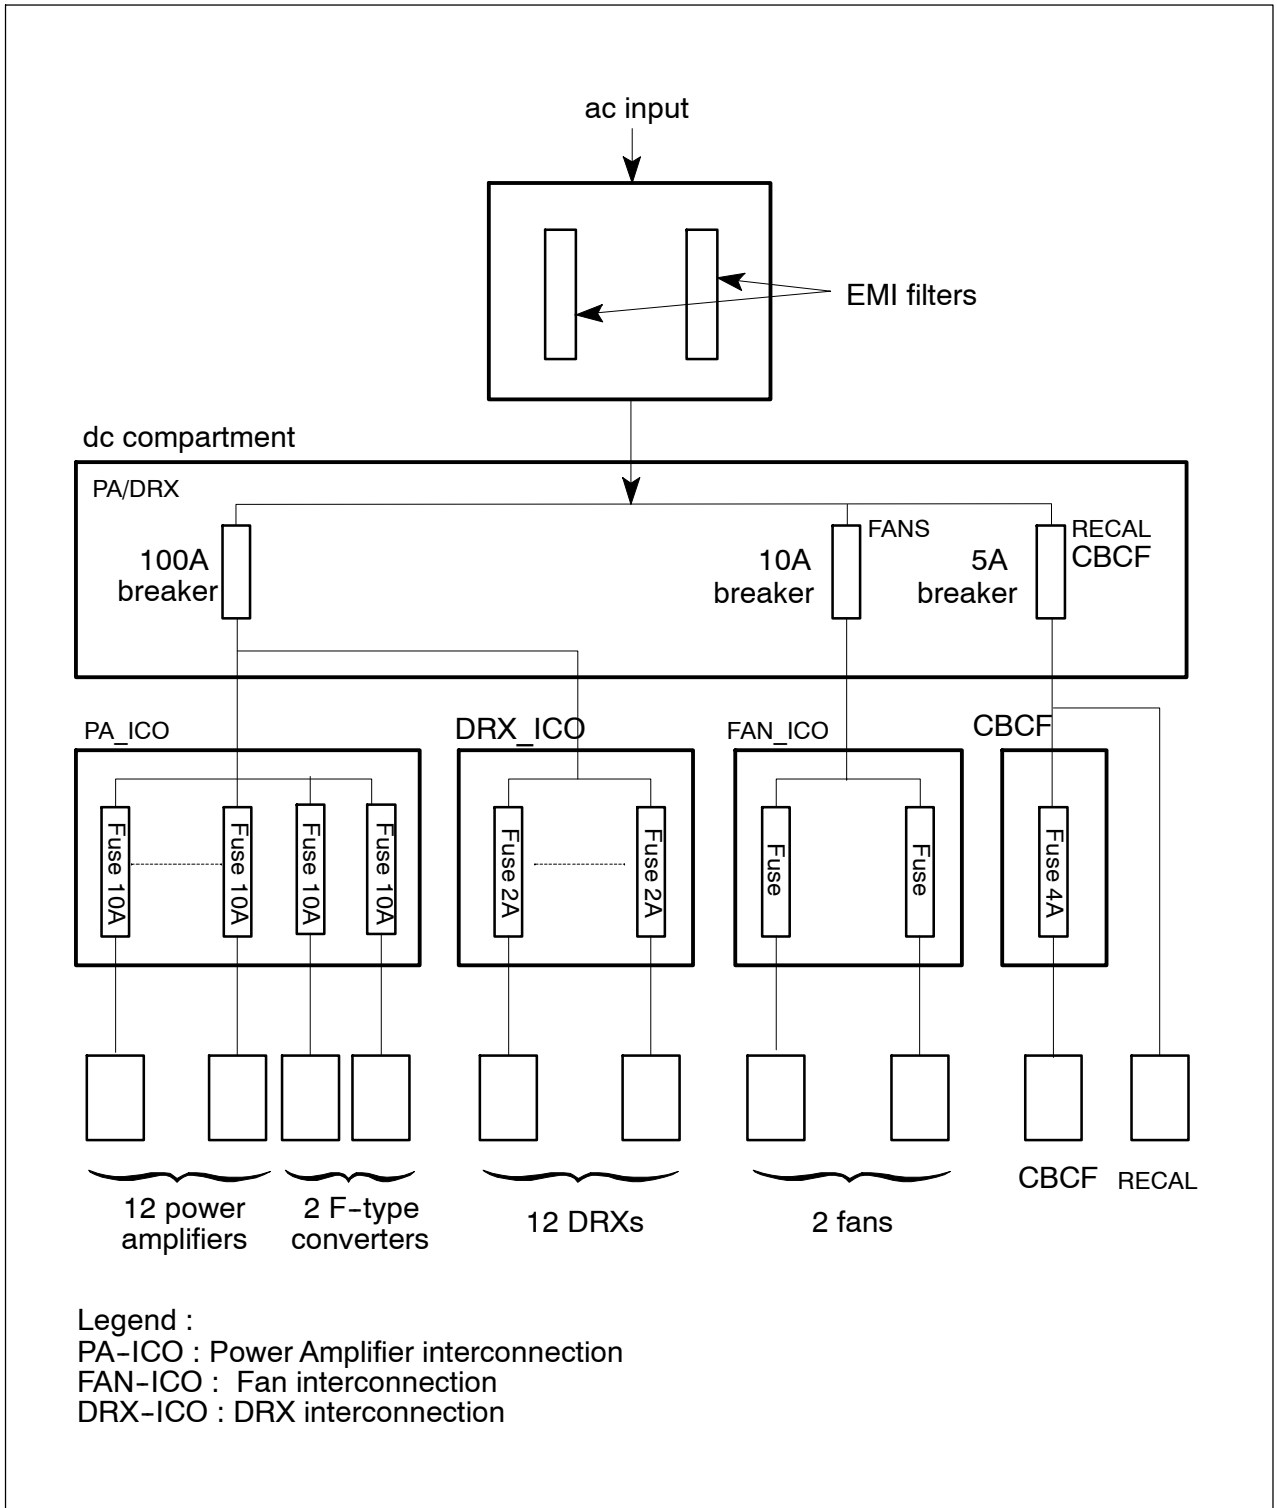 ac input
EMI filters
dc compartment
PA/DRX
100A
breaker
10A
breaker
FANS
5A
breaker
RECAL
CBCF
PA_ICO
DRX_ICO
FAN_ICO
CBCF
Fuse 10A
Fuse 10A
Fuse 10A
Fuse 10A
Fuse 2A
Fuse 2A
Fuse
Fuse
Fuse 4A
12 power
amplifiers
2 F-type
converters
12 DRXs
2 fans
CBCF
RECAL
Legend :
PA-ICO : Power Amplifier interconnection
FAN-ICO :  Fan interconnection
DRX-ICO : DRX interconnection